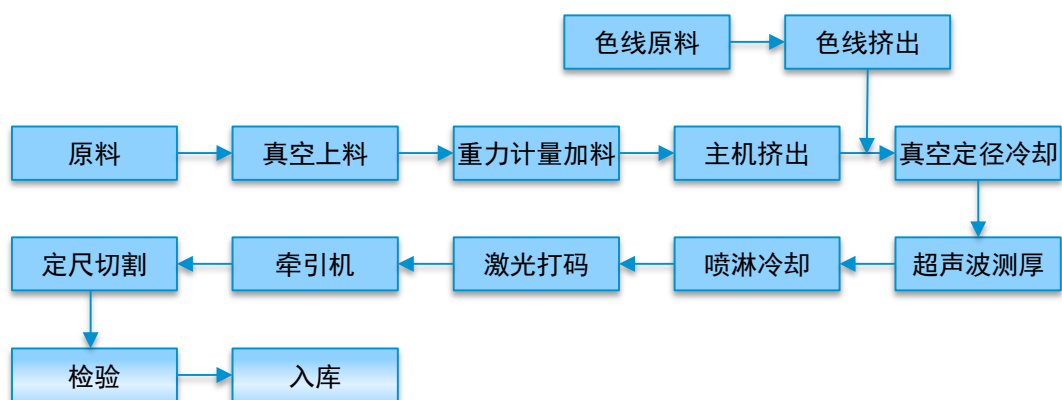 色线原料
色线挤出
原料
真空上料
重力计量加料
主机挤出
真空定径冷却
定尺切割
牵引机
激光打码
喷淋冷却
超声波测厚
检验
入库